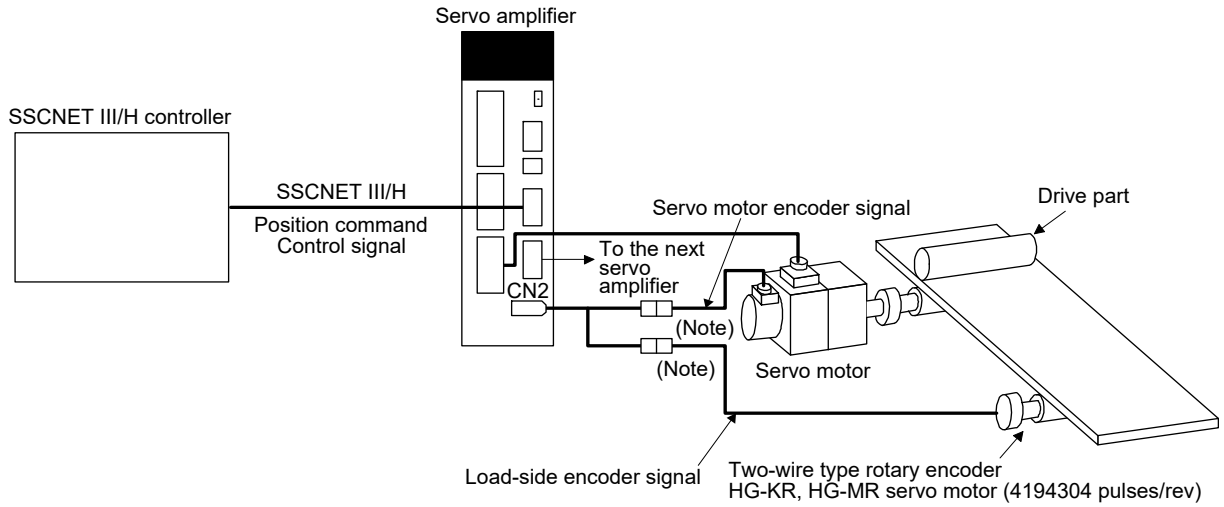 Servo amplifier
SSCNET III/H controller
SSCNET III/H
Position command
Control signal
Servo motor encoder signal
Drive part
To the next
servo
amplifier
CN2
(Note)
(Note)
Servo motor
Load-side encoder signal
Two-wire type rotary encoder
HG-KR, HG-MR servo motor (4194304 pulses/rev)